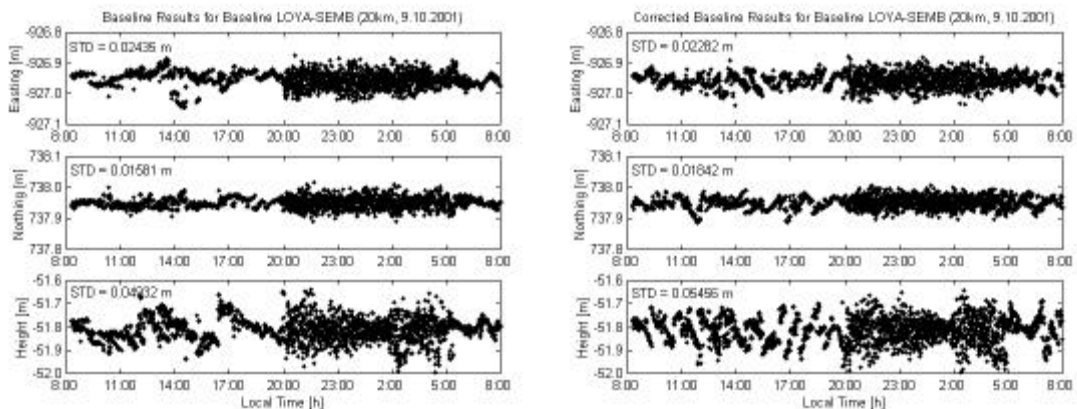 Baseline Results for Baseline LOYA-SEMB (20km, 9.10.2001)
STD = 0.02435 m
Easting [m]
-926.8
-926.9
-927.0
-927.1
8:00 11:00 14:00 17:00 20:00 23:00 2:00 5:00 8:00
STD = 0.01581 m
Northing [m]
738.1
738.0
737.9
737.8
8:00 11:00 14:00 17:00 20:00 23:00 2:00 5:00 8:00
STD = 0.04932 m
Height [m]
-51.6
-51.7
-51.8
-51.9
-52.0
8:00 11:00 14:00 17:00 20:00 23:00 2:00 5:00 8:00
Local Time [h]
Corrected Baseline Results for Baseline LOYA-SEMB (20km, 9.10.2001)
STD = 0.02282 m
Easting [m]
-926.8
-926.9
-927.0
-927.1
8:00 11:00 14:00 17:00 20:00 23:00 2:00 5:00 8:00
STD = 0.01842 m
Northing [m]
738.1
738.0
737.9
737.8
8:00 11:00 14:00 17:00 20:00 23:00 2:00 5:00 8:00
STD = 0.05456 m
Height [m]
-51.6
-51.7
-51.8
-51.9
-52.0
8:00 11:00 14:00 17:00 20:00 23:00 2:00 5:00 8:00
Local Time [h]